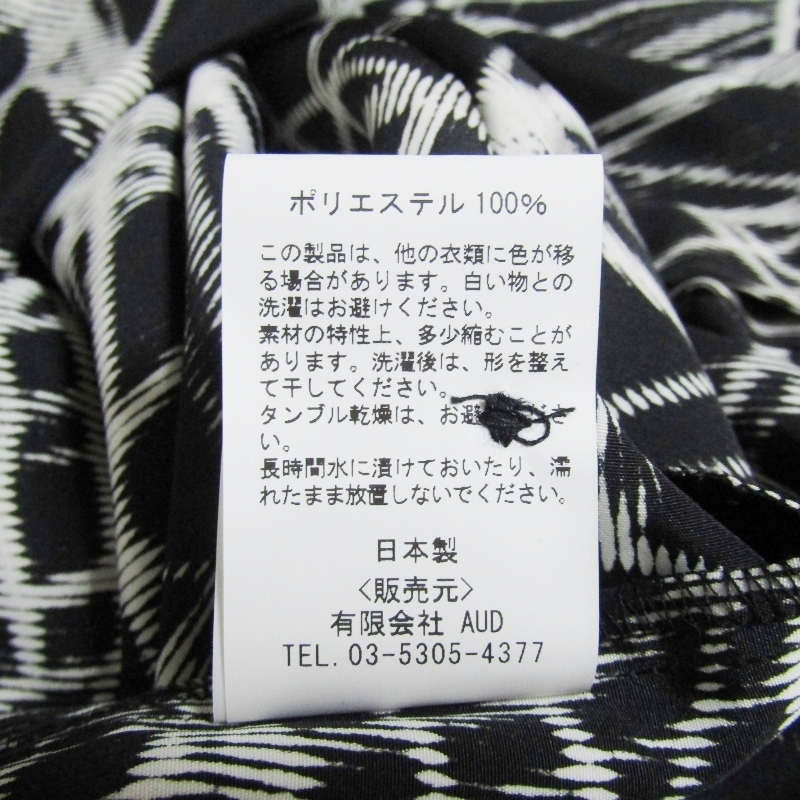 ポリエステル 100%
この製品は、他の衣類に色が移
る場合があります。白い物との
洗濯はお避けください。
素材の特性上、多少縮むことが
あります。洗濯後は、形を整え
て干してください。
タンブル乾燥は、お避 ださ
い。
長時間水に漬けておいたり、濡
れたまま放置しないでください。
日本製
<販売元>
有限会社 AUD
TEL. 03-5305-4377